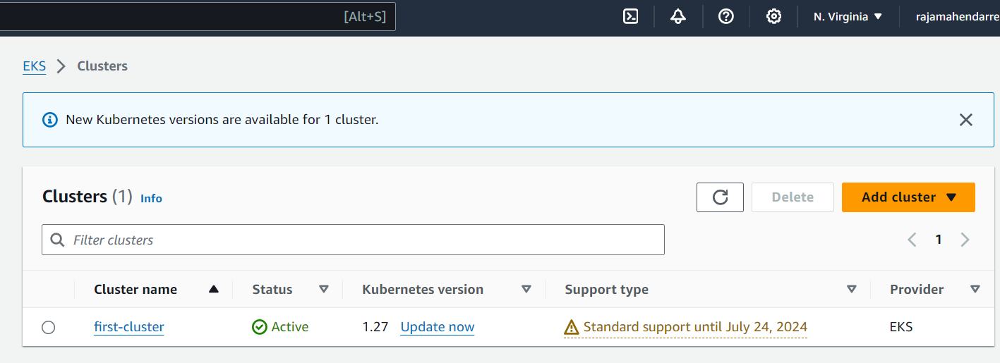 [Alt+S]
N. Virginia
rajamahendarre
EKS
Clusters
New Kubernetes versions are available for 1 cluster.
Clusters (1) Info
Delete
Add cluster
Filter clusters
1
Cluster name Status Kubernetes version Support type Provider
first-cluster Active 1.27 Update now Standard support until July 24, 2024 EKS